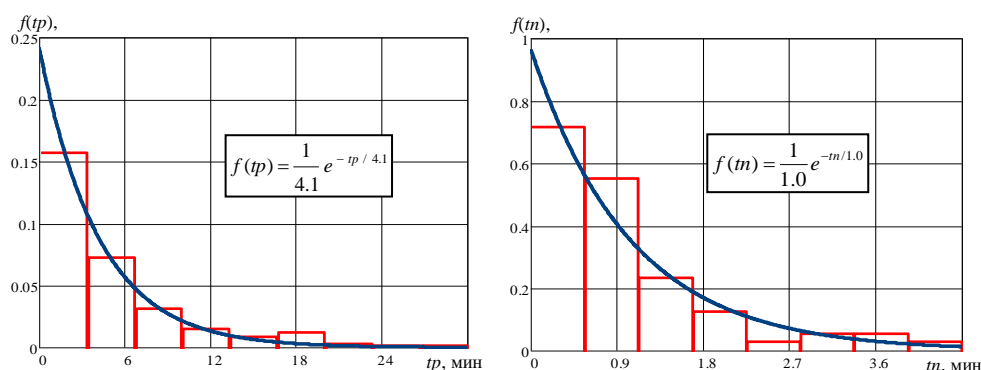 f(tp),
0.25
0.2
0.15
0.1
0.05
0
0 6 12 18 24 tp, мин
f(tp) = 1/4.1 e^{- tp / 4.1}
f(tn),
1
0.8
0.6
0.4
0.2
0
0 0.9 1.8 2.7 3.6 tn, мин
f(tn) = 1/1.0 e^{-tn/1.0}